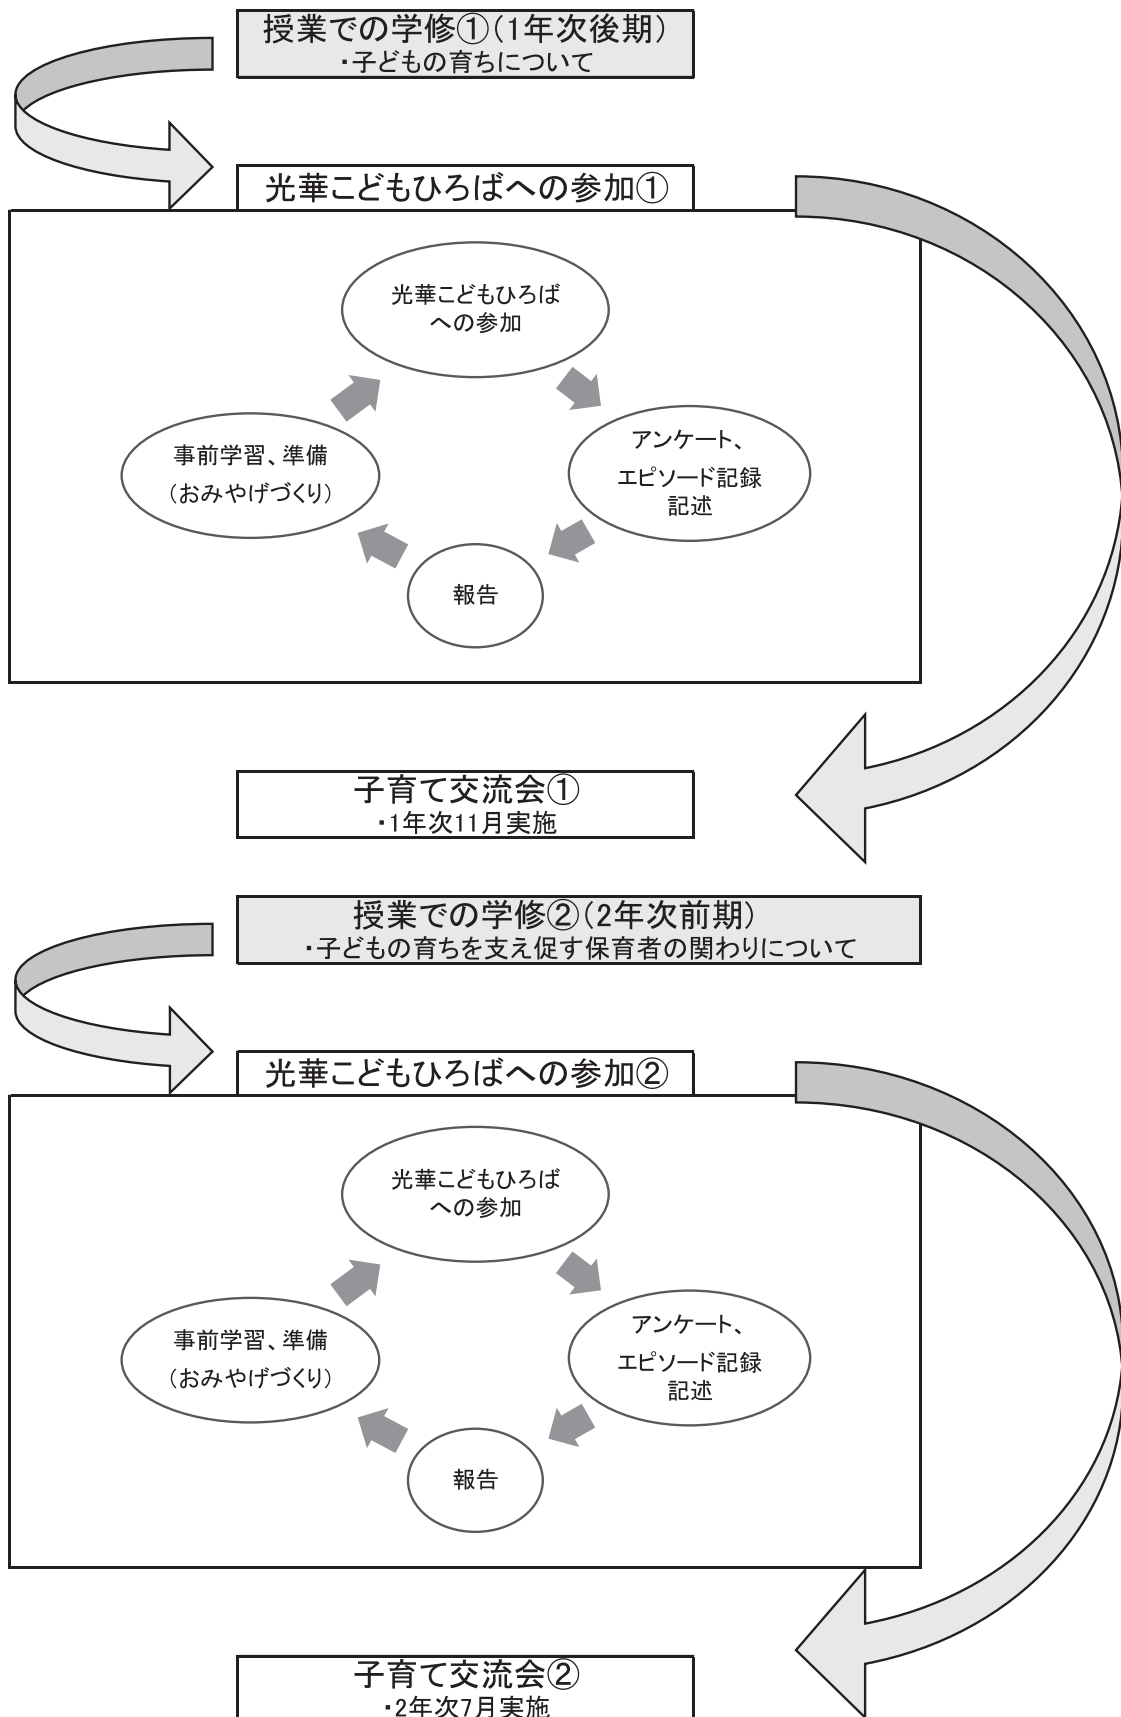 授業での学修①(1年次後期)
・子どもの育ちについて
光華こどもひろばへの参加①
光華こどもひろば
への参加
事前学習、準備
(おみやげづくり)
アンケート、
エピソード記録
記述
報告
子育て交流会①
・1年次11月実施
授業での学修②(2年次前期)
・子どもの育ちを支え促す保育者の関わりについて
光華こどもひろばへの参加②
光華こどもひろば
への参加
事前学習、準備
(おみやげづくり)
アンケート、
エピソード記録
記述
報告
子育て交流会②
・2年次7月実施